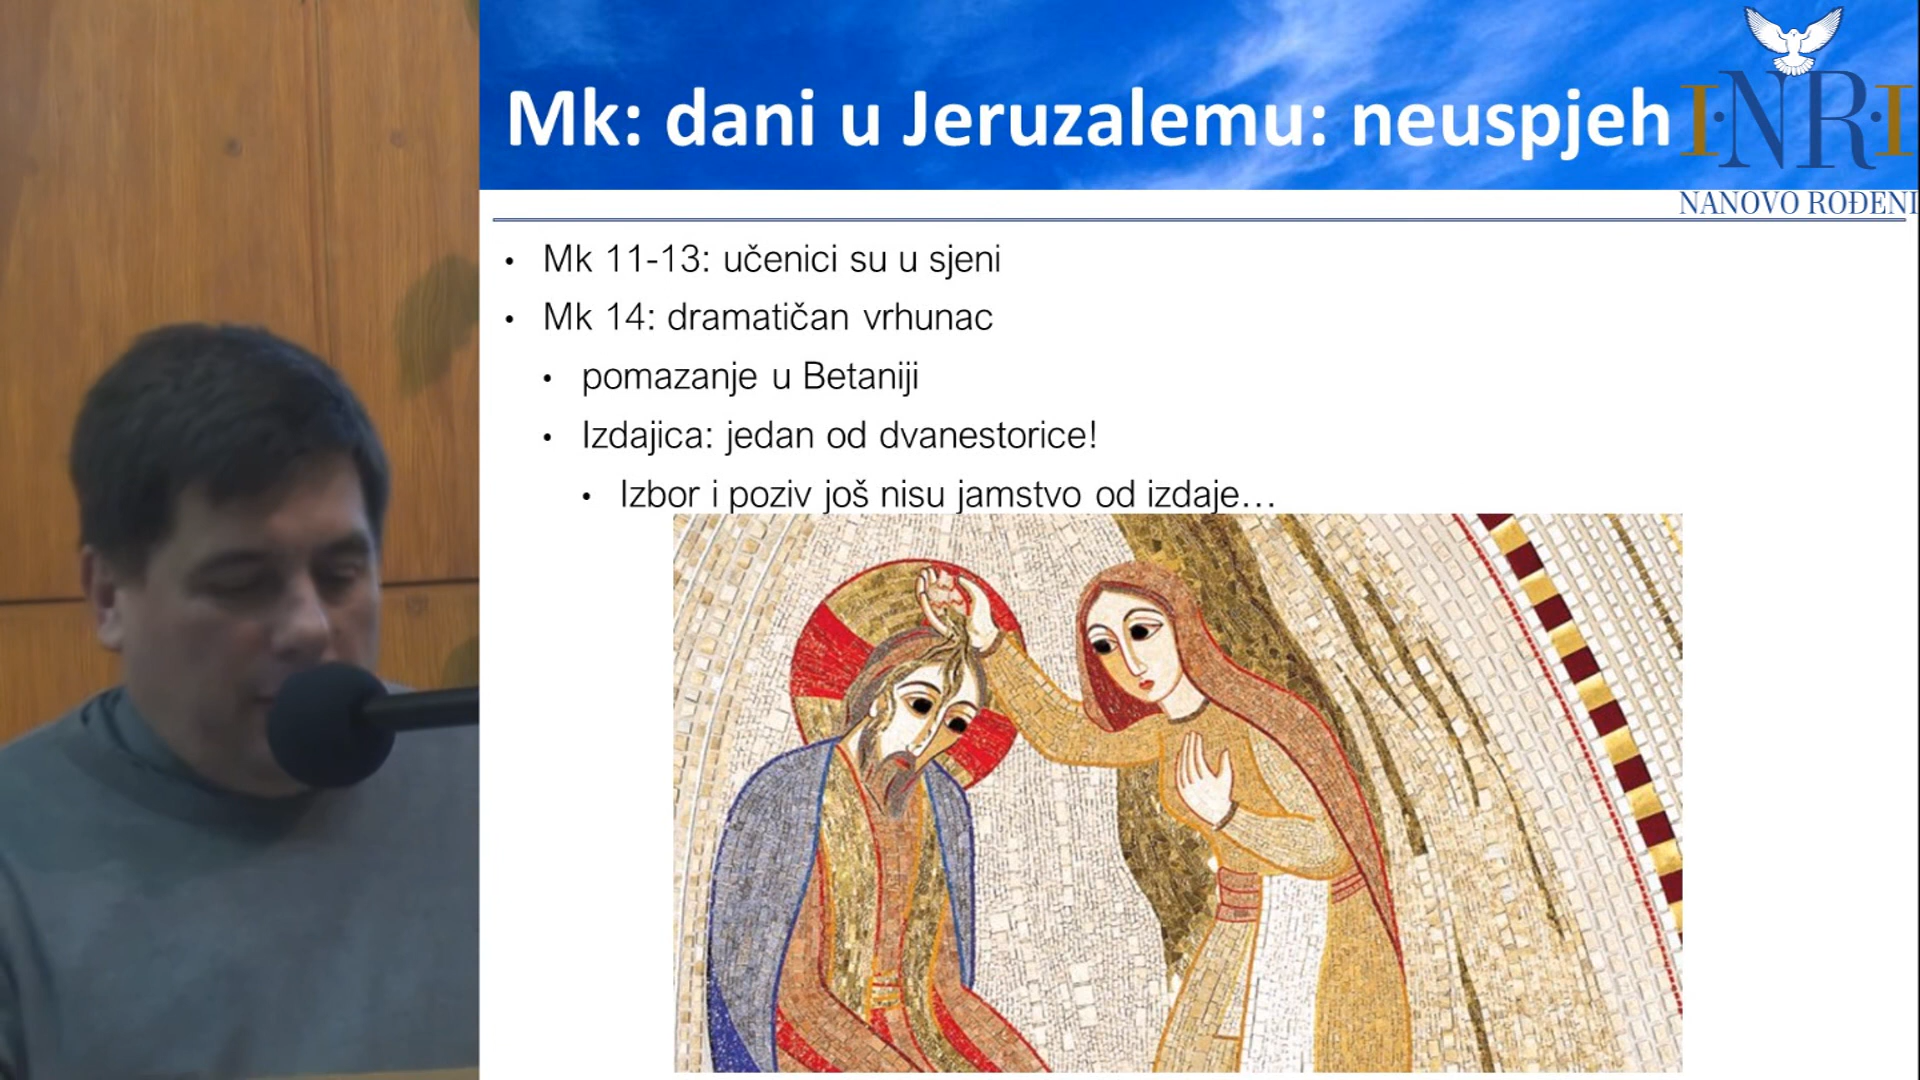 Mk: dani u Jeruzalemu: neuspjeh
I·NR·I
NANOVO ROĐENI
• Mk 11-13: učenici su u sjeni
• Mk 14: dramatičan vrhunac
• pomazanje u Betaniji
• Izdajica: jedan od dvanestorice!
• Izbor i poziv još nisu jamstvo od izdaje...